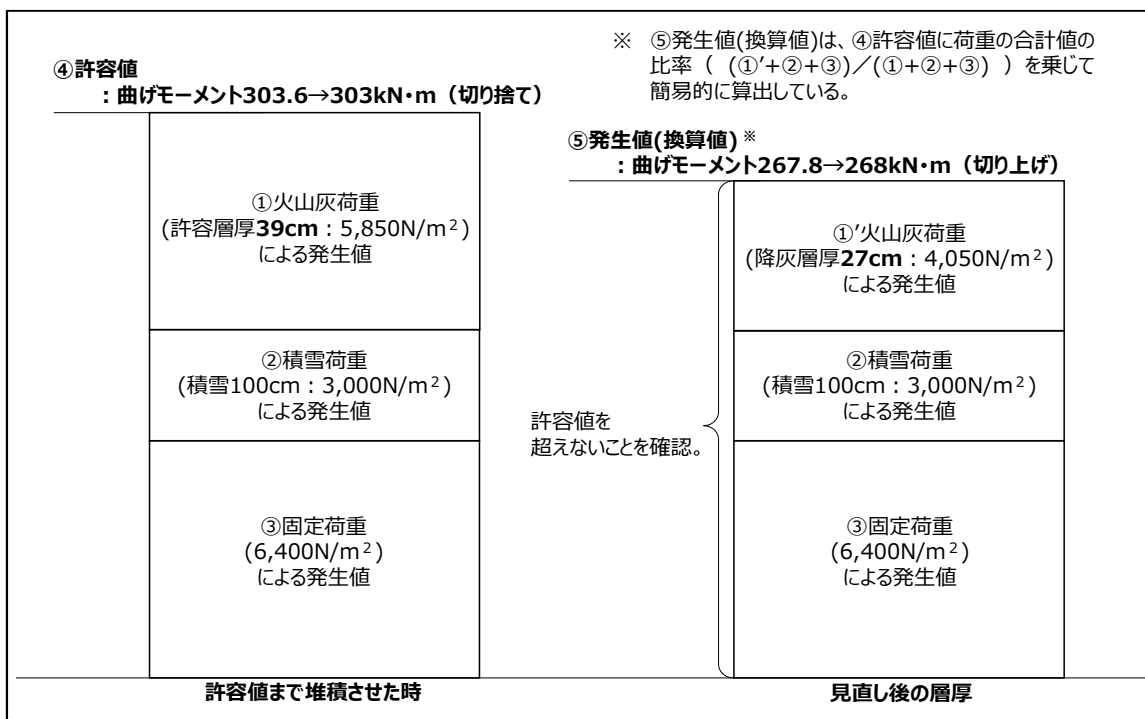 ※ ⑤発生値(換算値)は、④許容値に荷重の合計値の
比率（ (①’+②+③)／(①+②+③) ）を乗じて
簡易的に算出している。
④許容値
：曲げモーメント303.6→303kN・m（切り捨て）
⑤発生値(換算値)※
：曲げモーメント267.8→268kN・m（切り上げ）
①火山灰荷重
(許容層厚39cm：5,850N/m²)
による発生値
②積雪荷重
(積雪100cm：3,000N/m²)
による発生値
③固定荷重
(6,400N/m²)
による発生値
許容値まで堆積させた時
許容値を
超えないことを確認。
①’火山灰荷重
(降灰層厚27cm：4,050N/m²)
による発生値
②積雪荷重
(積雪100cm：3,000N/m²)
による発生値
③固定荷重
(6,400N/m²)
による発生値
見直し後の層厚